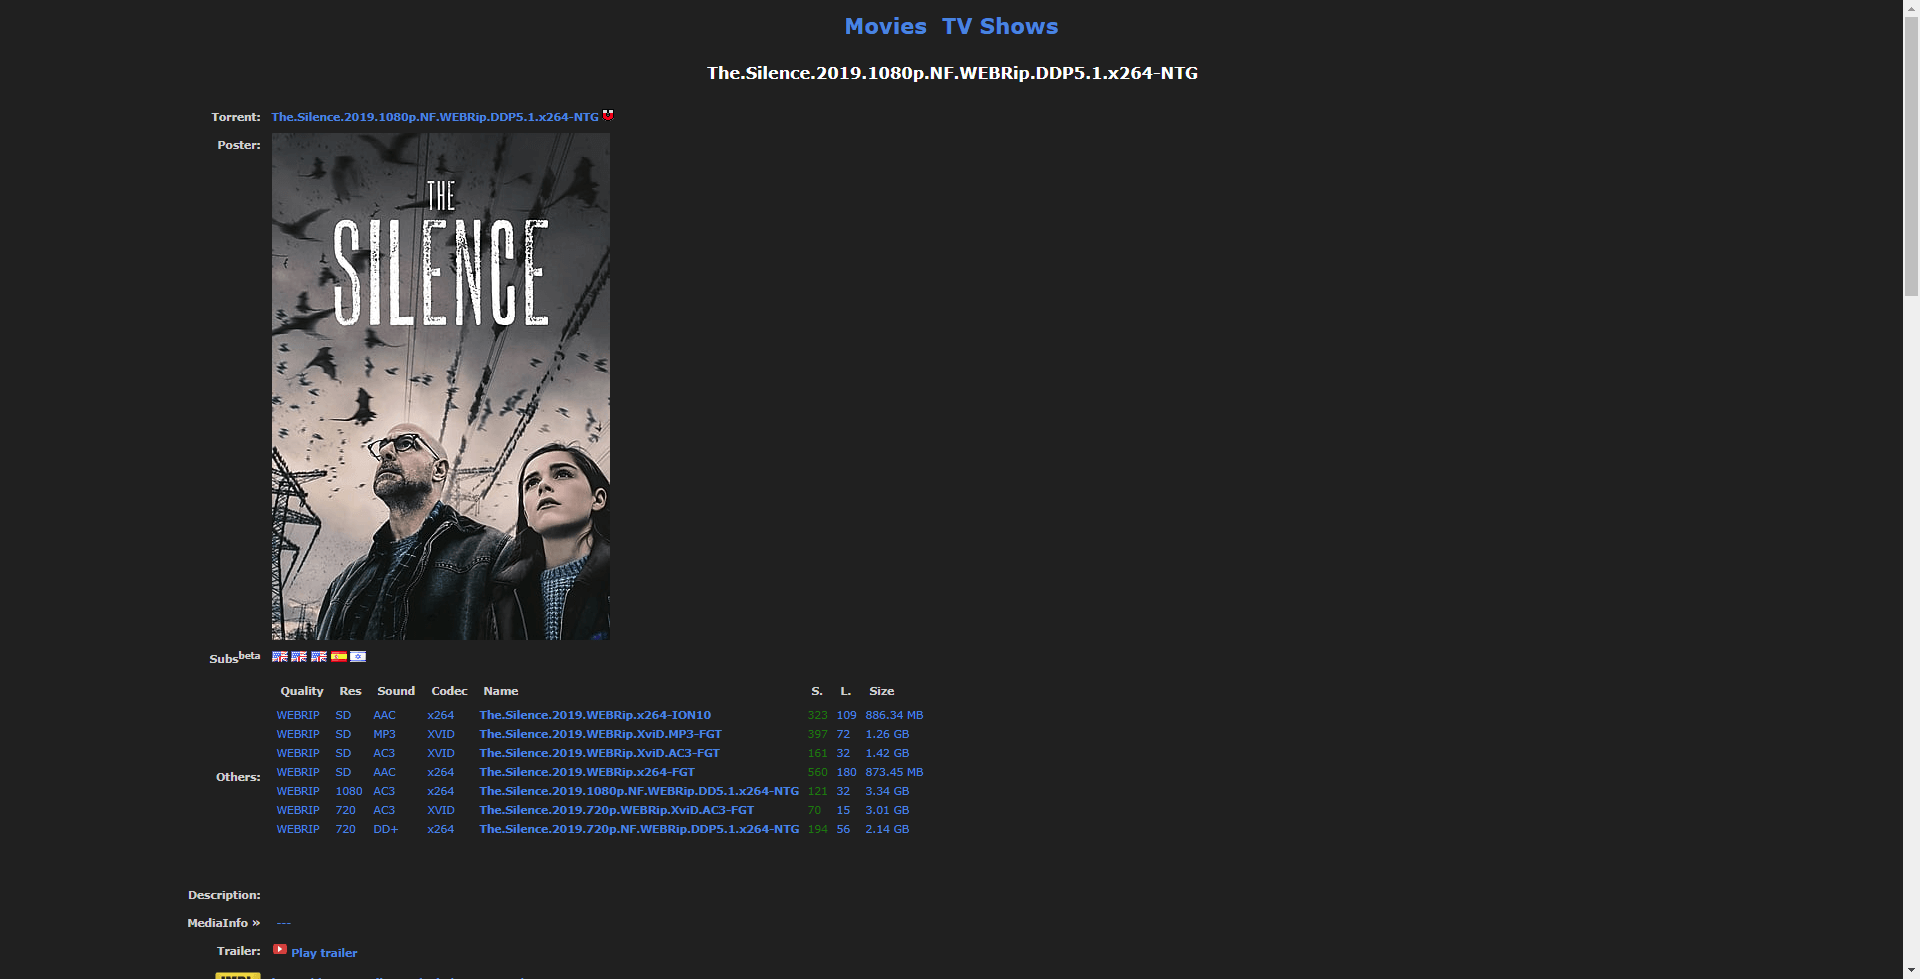 Movies TV Shows
The.Silence.2019.1080p.NF.WEBRip.DDP5.1.x264-NTG
Torrent: The.Silence.2019.1080p.NF.WEBRip.DDP5.1.x264-NTG
Poster:
THE
SILENCE
Subsbeta
Others:
Quality Res Sound Codec Name S. L. Size
WEBRIP SD AAC x264 The.Silence.2019.WEBRip.x264-ION10 323 109 886.34 MB
WEBRIP SD MP3 XVID The.Silence.2019.WEBRip.XviD.MP3-FGT 397 72 1.26 GB
WEBRIP SD AC3 XVID The.Silence.2019.WEBRip.XviD.AC3-FGT 161 32 1.42 GB
WEBRIP SD AAC x264 The.Silence.2019.WEBRip.x264-FGT 560 180 873.45 MB
WEBRIP 1080 AC3 x264 The.Silence.2019.1080p.NF.WEBRip.DD5.1.x264-NTG 121 32 3.34 GB
WEBRIP 720 AC3 XVID The.Silence.2019.720p.WEBRip.XviD.AC3-FGT 70 15 3.01 GB
WEBRIP 720 DD+ x264 The.Silence.2019.720p.NF.WEBRip.DDP5.1.x264-NTG 194 56 2.14 GB
Description:
MediaInfo » ---
Trailer: Play trailer